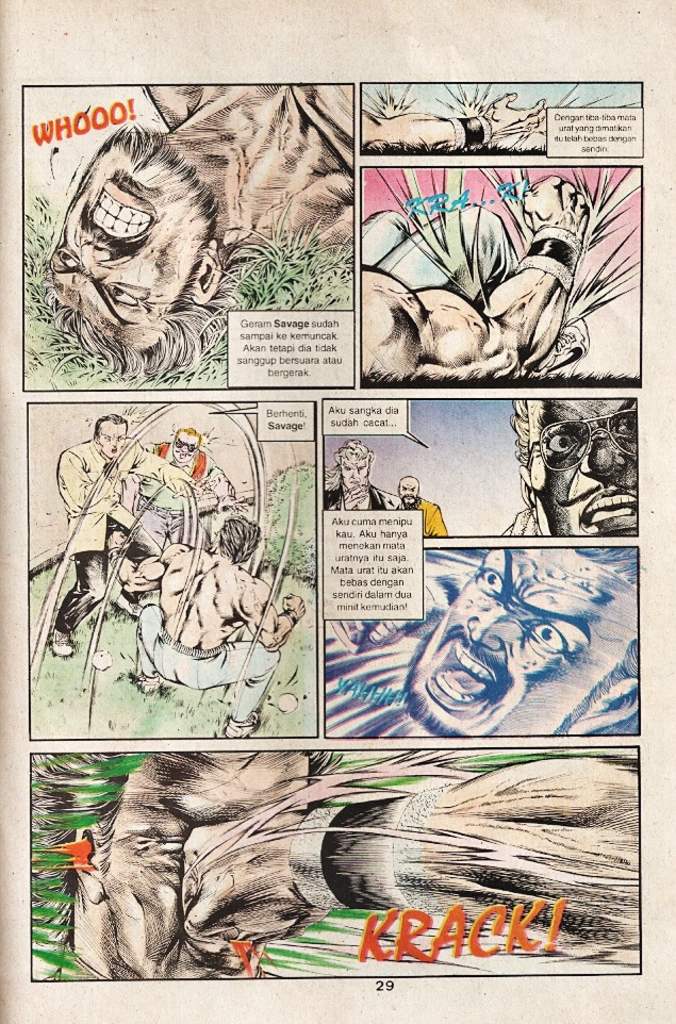 WHOOO!
Geram Savage sudah
sampai ke kemuncak.
Akan tetapi dia tidak
sanggup bersuara atau
bergerak.
Dengan tiba-tiba mata
urat yang dimatikan
itu telah bebas dengan
sendiri.
KRA...K!
Berhenti,
Savage!
Aku sangka dia
sudah cacat...
Aku cuma menipu
kau. Aku hanya
menekan mata
uratnya itu saja.
Mata urat itu akan
bebas dengan
sendiri dalam dua
minit kemudian!
YAHHH!
KRACK!
29